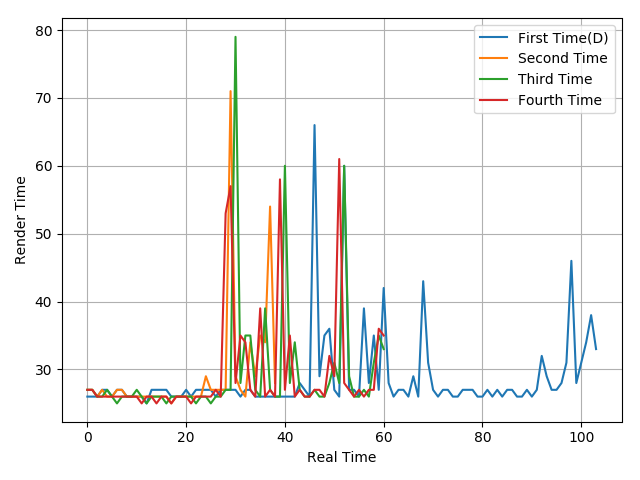 80
70
60
50
40
30
Render Time
0
20
40
60
80
100
Real Time
First Time(D)
Second Time
Third Time
Fourth Time